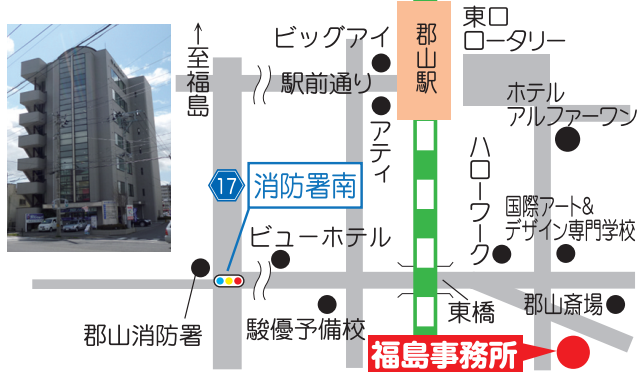 ↑至福島
ビッグアイ
駅前通り
アティ
郡山駅
東口
ロータリー
ホテル
アルファーワン
ハローワーク
国際アート&
デザイン専門学校
17
消防署南
ビューホテル
郡山消防署
駿優予備校
東橋
郡山斎場
福島事務所